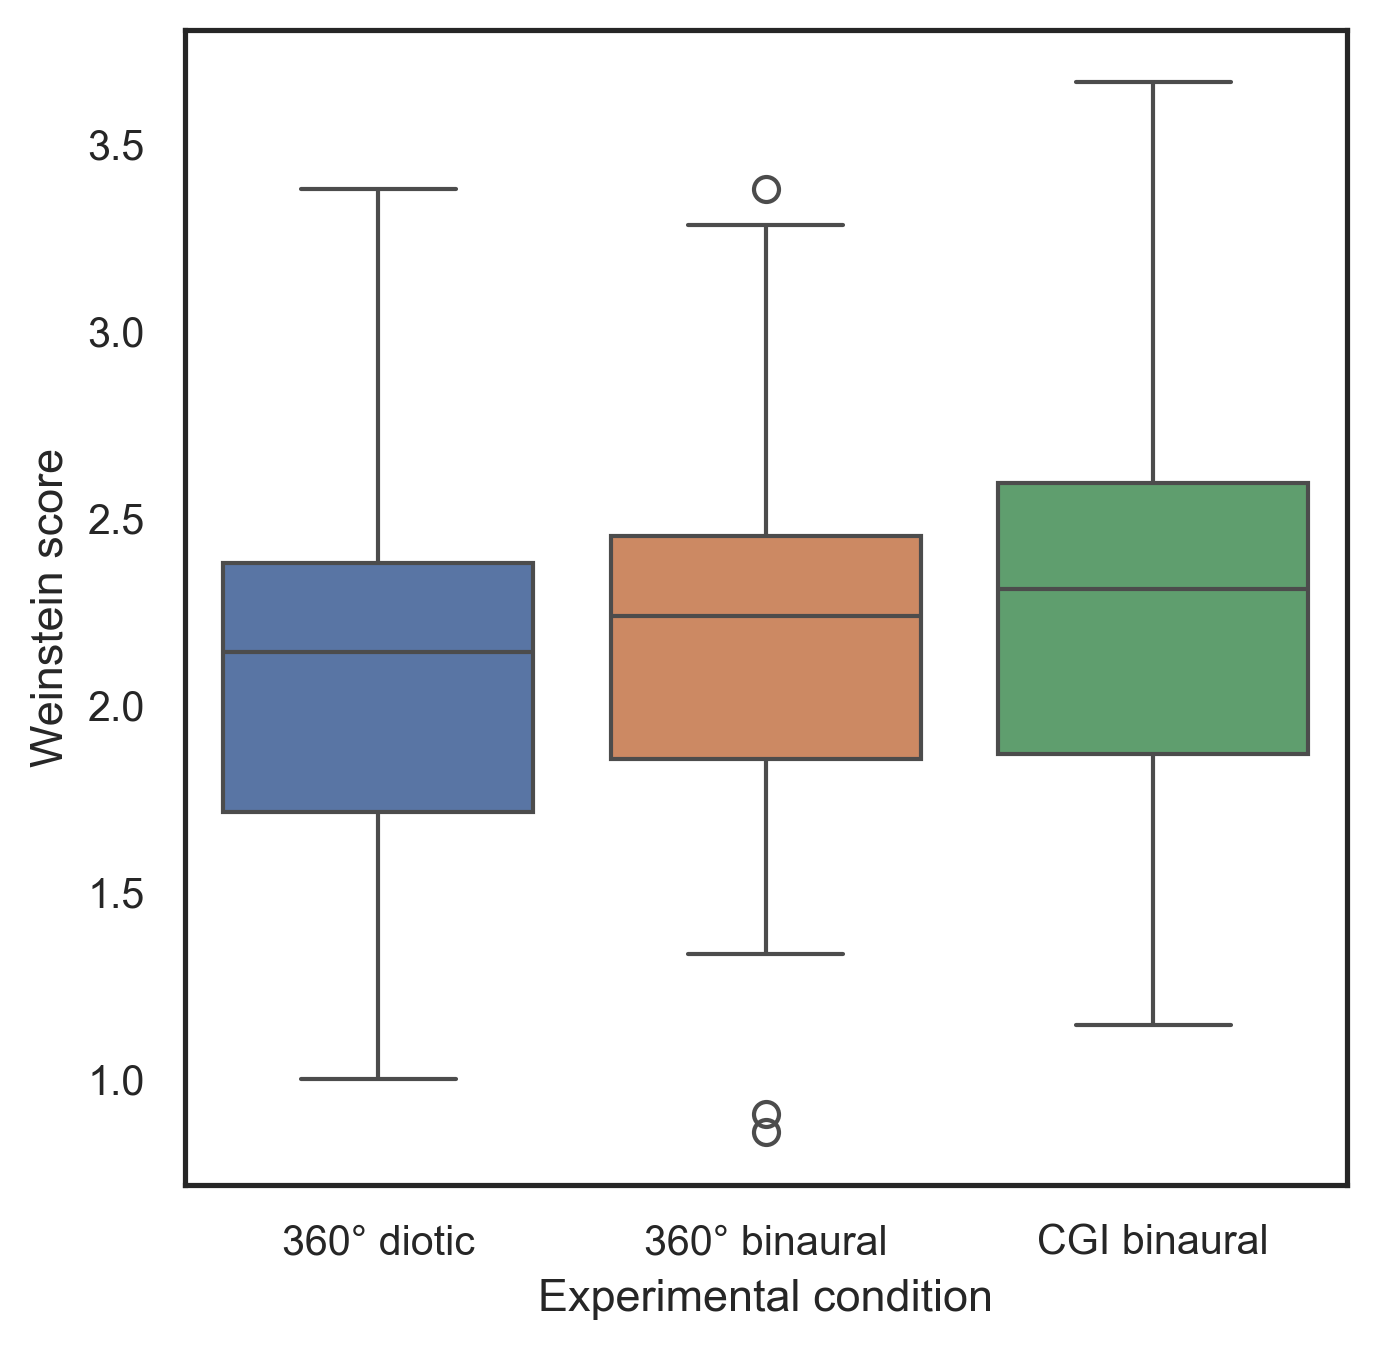 Weinstein score
3.5
3.0
2.5
2.0
1.5
1.0
360° diotic
360° binaural
CGI binaural
Experimental condition